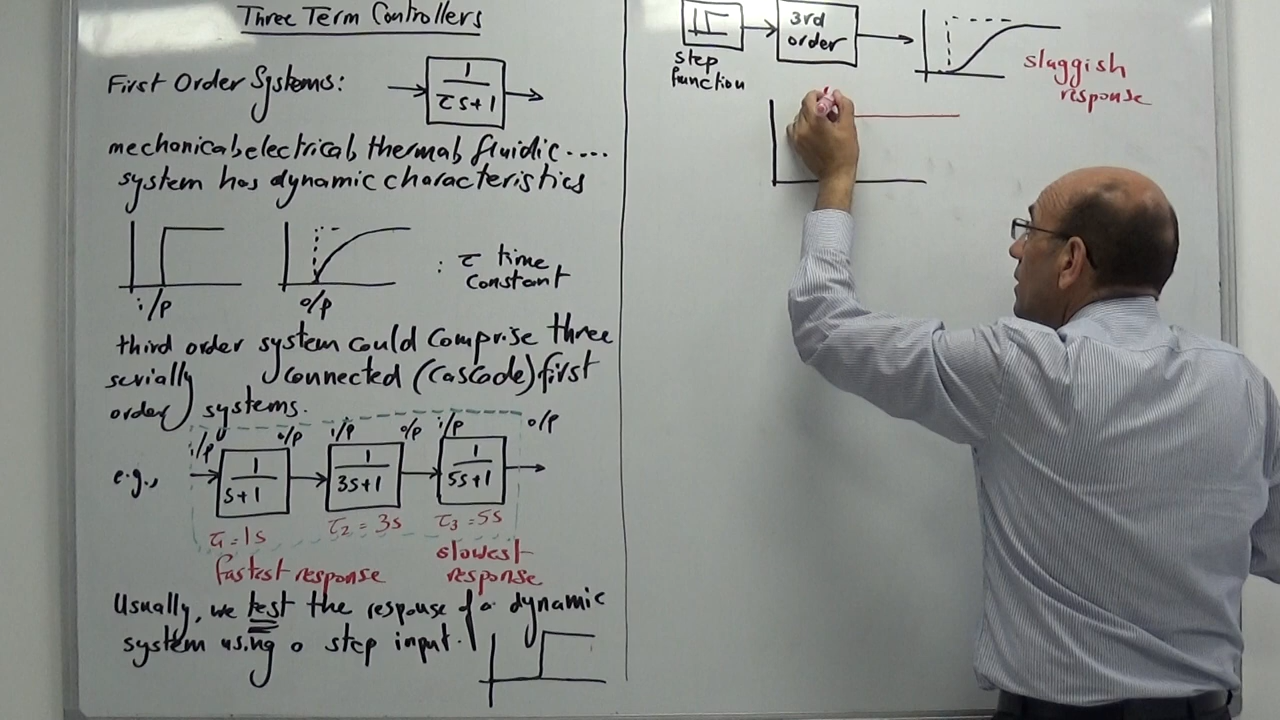 Three Term Controllers
First Order Systems:
1
τs+1
mechanical, electrical, thermal, fluidic ....
system has dynamic characteristics
i/p
o/p
: τ time
constant
third order system could comprise three
serially connected (cascade) first
order systems.
i/p
o/p
i/p
o/p
i/p
o/p
e.g.,
1
s+1
1
3s+1
1
5s+1
τ₁=1s
τ₂=3s
τ₃=5s
fastest response
slowest
response
Usually, we test the response of a dynamic
system using a step input.
step
function
3rd
order
sluggish
response